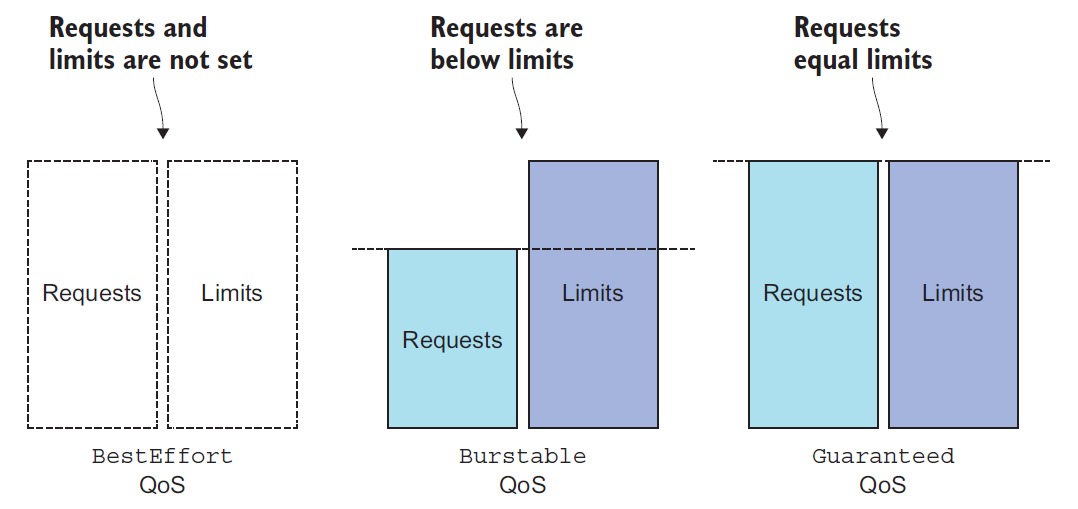 Requests and
limits are not set
Requests are
below limits
Requests
equal limits
Requests
Limits
Requests
Limits
Requests
Limits
BestEffort
QoS
Burstable
QoS
Guaranteed
QoS